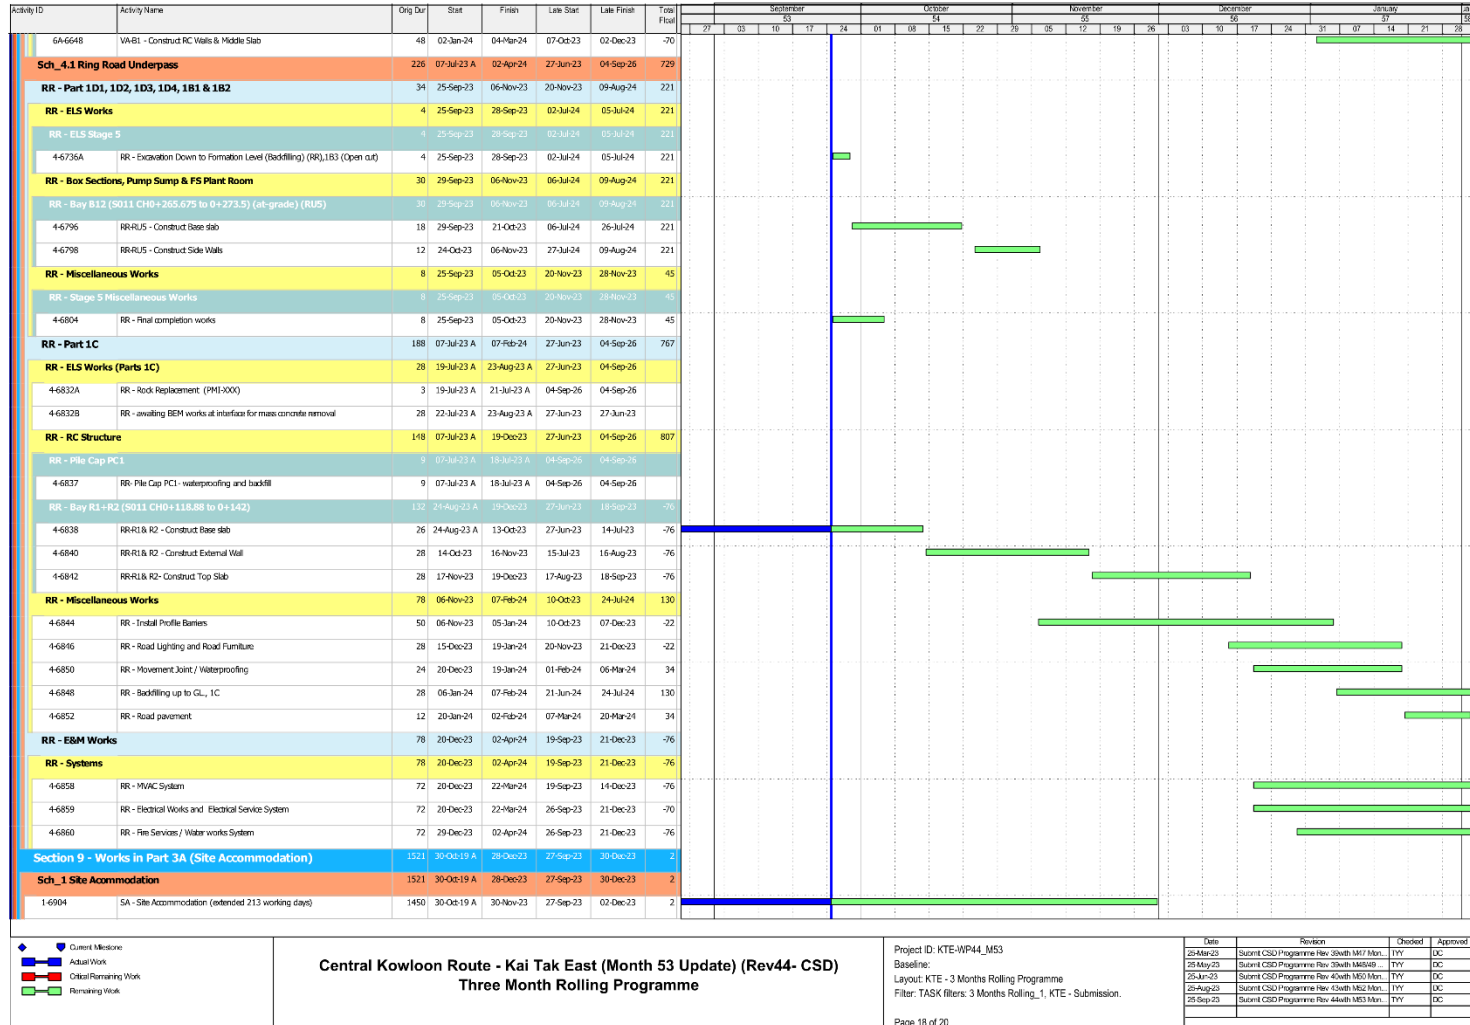 Activity ID Activity Name Orig Dur Start Finish Late Start Late Finish Total Float
September October November December January
53 54 55 56 57
27 03 10 17 24 01 08 15 22 29 05 12 19 26 03 10 17 24 31 07 14 21 28
6A-6648 VA-B1 - Construct RC Walls & Middle Slab 48 02-Jan-24 04-Mar-24 07-Oct-23 02-Dec-23 -70
Sch_4.1 Ring Road Underpass 226 07-Jul-23 A 02-Apr-24 27-Jun-23 04-Sep-26 729
RR - Part 1D1, 1D2, 1D3, 1D4, 1B1 & 1B2 34 25-Sep-23 06-Nov-23 20-Nov-23 09-Aug-24 221
RR - ELS Works 4 25-Sep-23 28-Sep-23 02-Jul-24 05-Jul-24 221
RR - ELS Stage 5 4 25-Sep-23 28-Sep-23 02-Jul-24 05-Jul-24 221
4-6736A RR - Excavation Down to Formation Level (Backfilling) (RR),1B3 (Open cut) 4 25-Sep-23 28-Sep-23 02-Jul-24 05-Jul-24 221
RR - Box Sections, Pump Sump & FS Plant Room 30 29-Sep-23 06-Nov-23 06-Jul-24 09-Aug-24 221
RR - Bay B12 (S011 CH0+265.675 to 0+273.5) (at-grade) (RU5) 30 29-Sep-23 06-Nov-23 06-Jul-24 09-Aug-24 221
4-6796 RR-RU5 - Construct Base slab 18 29-Sep-23 21-Oct-23 06-Jul-24 26-Jul-24 221
4-6798 RR-RU5 - Construct Side Walls 12 24-Oct-23 06-Nov-23 27-Jul-24 09-Aug-24 221
RR - Miscellaneous Works 8 25-Sep-23 05-Oct-23 20-Nov-23 28-Nov-23 45
RR - Stage 5 Miscellaneous Works 8 25-Sep-23 05-Oct-23 20-Nov-23 28-Nov-23 45
4-6804 RR - Final completion works 8 25-Sep-23 05-Oct-23 20-Nov-23 28-Nov-23 45
RR - Part 1C 188 07-Jul-23 A 07-Feb-24 27-Jun-23 04-Sep-26 767
RR - ELS Works (Parts 1C) 28 19-Jul-23 A 23-Aug-23 A 27-Jun-23 04-Sep-26
4-6832A RR - Rock Replacement (PMI-XXX) 3 19-Jul-23 A 21-Jul-23 A 04-Sep-26 04-Sep-26
4-6832B RR - awaiting BEM works at interface for mass concrete removal 28 22-Jul-23 A 23-Aug-23 A 27-Jun-23 27-Jun-23
RR - RC Structure 148 07-Jul-23 A 19-Dec-23 27-Jun-23 04-Sep-26 807
RR - Pile Cap PC1 9 07-Jul-23 A 18-Jul-23 A 04-Sep-26 04-Sep-26
4-6837 RR- Pile Cap PC1- waterproofing and backfill 9 07-Jul-23 A 18-Jul-23 A 04-Sep-26 04-Sep-26
RR - Bay R1+R2 (S011 CH0+118.88 to 0+142) 132 24-Aug-23 A 19-Dec-23 27-Jun-23 18-Sep-23 -76
4-6838 RR-R1& R2 - Construct Base slab 26 24-Aug-23 A 13-Oct-23 27-Jun-23 14-Jul-23 -76
4-6840 RR-R1& R2 - Construct External Wall 28 14-Oct-23 16-Nov-23 15-Jul-23 16-Aug-23 -76
4-6842 RR-R1& R2- Construct Top Slab 28 17-Nov-23 19-Dec-23 17-Aug-23 18-Sep-23 -76
RR - Miscellaneous Works 78 06-Nov-23 07-Feb-24 10-Oct-23 24-Jul-24 130
4-6844 RR - Install Profile Barriers 50 06-Nov-23 05-Jan-24 10-Oct-23 07-Dec-23 -22
4-6846 RR - Road Lighting and Road Furniture 28 15-Dec-23 19-Jan-24 20-Nov-23 21-Dec-23 -22
4-6850 RR - Movement Joint / Waterproofing 24 20-Dec-23 19-Jan-24 01-Feb-24 06-Mar-24 34
4-6848 RR - Backfilling up to GL., 1C 28 06-Jan-24 07-Feb-24 21-Jun-24 24-Jul-24 130
4-6852 RR - Road pavement 12 20-Jan-24 02-Feb-24 07-Mar-24 20-Mar-24 34
RR - E&M Works 78 20-Dec-23 02-Apr-24 19-Sep-23 21-Dec-23 -76
RR - Systems 78 20-Dec-23 02-Apr-24 19-Sep-23 21-Dec-23 -76
4-6858 RR - MVAC System 72 20-Dec-23 22-Mar-24 19-Sep-23 14-Dec-23 -76
4-6859 RR - Electrical Works and Electrical Service System 72 20-Dec-23 22-Mar-24 26-Sep-23 21-Dec-23 -70
4-6860 RR - Fire Services / Water works System 72 29-Dec-23 02-Apr-24 26-Sep-23 21-Dec-23 -76
Section 9 - Works in Part 3A (Site Accommodation) 1521 30-Oct-19 A 28-Dec-23 27-Sep-23 30-Dec-23 2
Sch_1 Site Acommodation 1521 30-Oct-19 A 28-Dec-23 27-Sep-23 30-Dec-23 2
1-6904 SA - Site Accommodation (extended 213 working days) 1450 30-Oct-19 A 30-Nov-23 27-Sep-23 02-Dec-23 2
Current Milestone
Actual Work
Critical Remaining Work
Remaining Work
Central Kowloon Route - Kai Tak East (Month 53 Update) (Rev44- CSD)
Three Month Rolling Programme
Project ID: KTE-WP44_M53
Baseline:
Layout: KTE - 3 Months Rolling Programme
Filter: TASK filters: 3 Months Rolling_1, KTE - Submission.
Page 18 of 20
Date Revision Checked Approved
25-Mar-23 Submit CSD Programme Rev 39with M47 Mon... TYY DC
25-May-23 Submit CSD Programme Rev 39with M48/49 ... TYY DC
25-Jun-23 Submit CSD Programme Rev 40with M50 Mon... TYY DC
25-Aug-23 Submit CSD Programme Rev 43with M52 Mon... TYY DC
25-Sep-23 Submit CSD Programme Rev 44with M53 Mon... TYY DC